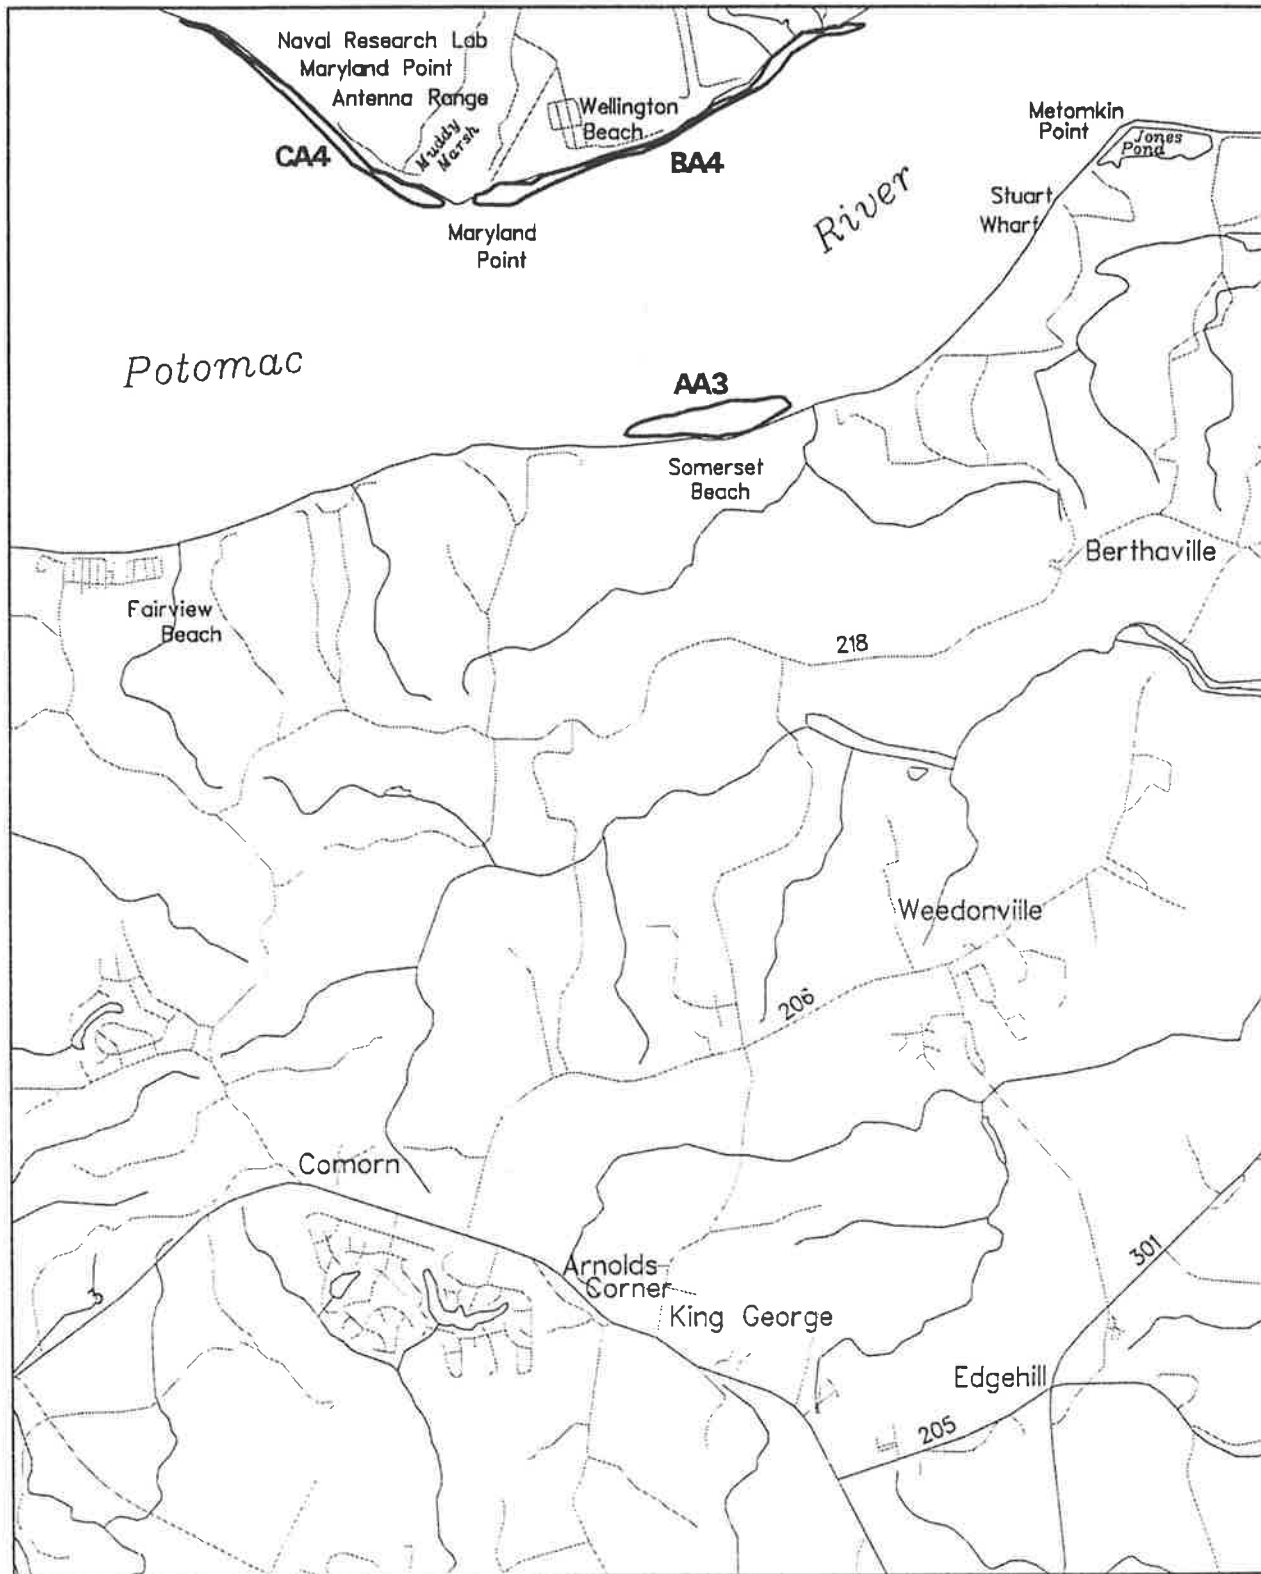 Naval Research Lab
Maryland Point
Antenna Range
Muddy
Marsh
Wellington
Beach
CA4
BA4
Maryland
Point
Metomkin
Point
Jones
Pond
Stuart
Wharf
River
Potomac
AA3
Somerset
Beach
Berthaville
Fairview
Beach
218
Weedonville
206
Comorn
Arnolds
Corner
King George
301
3
Edgehill
205